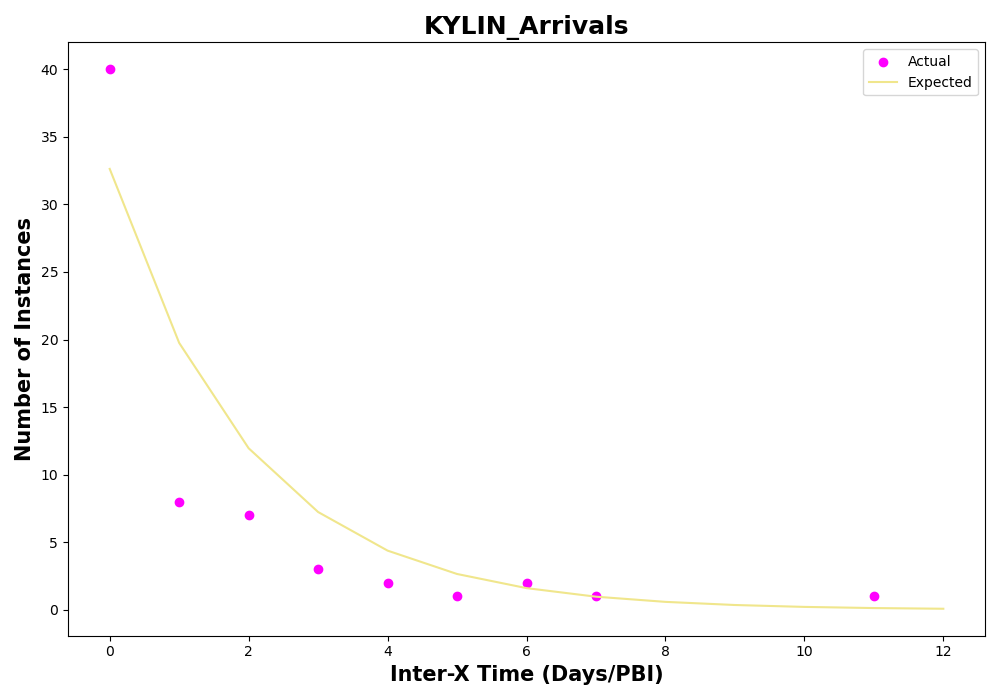 KYLIN_Arrivals
Actual
Expected
Number of Instances
40
35
30
25
20
15
10
5
0
0 2 4 6 8 10 12
Inter-X Time (Days/PBI)